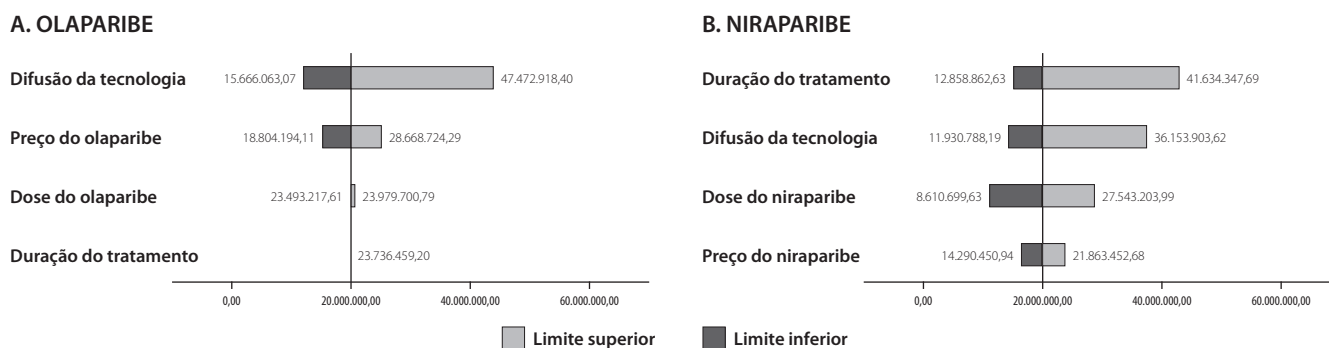 A. OLAPARIBE
Difusão da tecnologia 15.666.063,07 47.472.918,40
Preço do olaparibe 18.804.194,11 28.668.724,29
Dose do olaparibe 23.493.217,61 23.979.700,79
Duração do tratamento 23.736.459,20
0,00 20.000.000,00 40.000.000,00 60.000.000,00
B. NIRAPARIBE
Duração do tratamento 12.858.862,63 41.634.347,69
Difusão da tecnologia 11.930.788,19 36.153.903,62
Dose do niraparibe 8.610.699,63 27.543.203,99
Preço do niraparibe 14.290.450,94 21.863.452,68
0,00 20.000.000,00 40.000.000,00 60.000.000,00
Limite superior Limite inferior